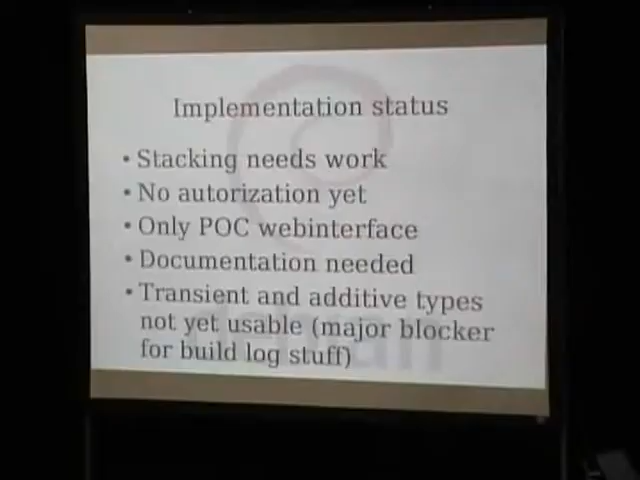 Implementation status
• Stacking needs work
• No autorization yet
• Only POC webinterface
• Documentation needed
• Transient and additive types
not yet usable (major blocker
for build log stuff)
debian